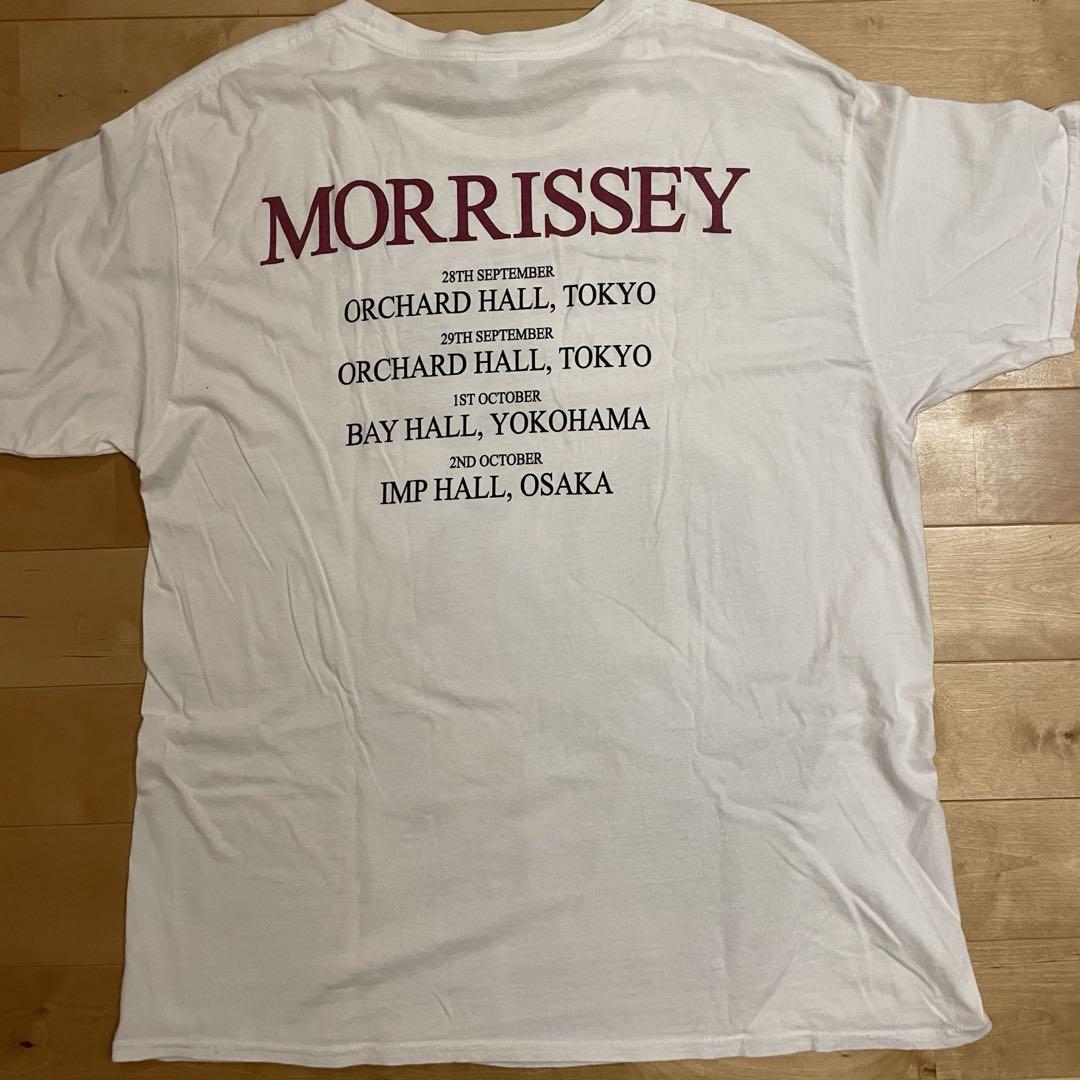 MORRISSEY
28TH SEPTEMBER
ORCHARD HALL, TOKYO
29TH SEPTEMBER
ORCHARD HALL, TOKYO
1ST OCTOBER
BAY HALL, YOKOHAMA
2ND OCTOBER
IMP HALL, OSAKA